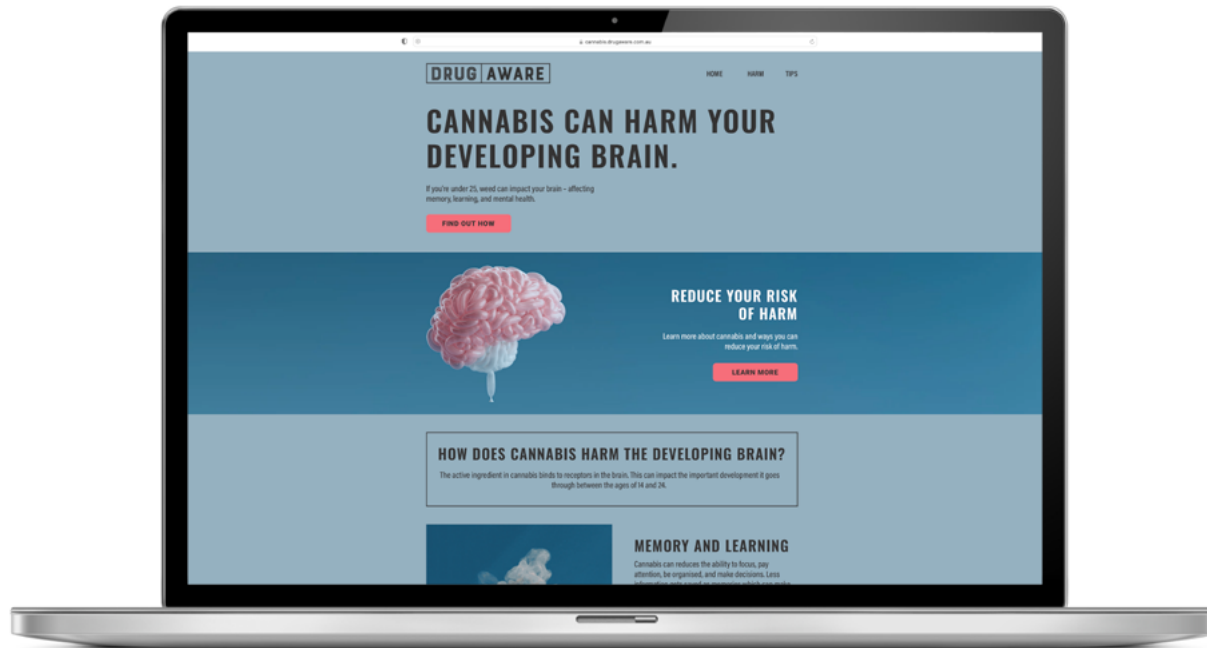 cannabis.drugaware.com.au
DRUG AWARE
HOME HARM TIPS
CANNABIS CAN HARM YOUR
DEVELOPING BRAIN.
If you're under 25, weed can impact your brain – affecting
memory, learning, and mental health.
FIND OUT HOW
REDUCE YOUR RISK
OF HARM
Learn more about cannabis and ways you can
reduce your risk of harm.
LEARN MORE
HOW DOES CANNABIS HARM THE DEVELOPING BRAIN?
The active ingredient in cannabis binds to receptors in the brain. This can impact the important development it goes
through between the ages of 14 and 24.
MEMORY AND LEARNING
Cannabis can reduces the ability to focus, pay
attention, be organised, and make decisions. Less